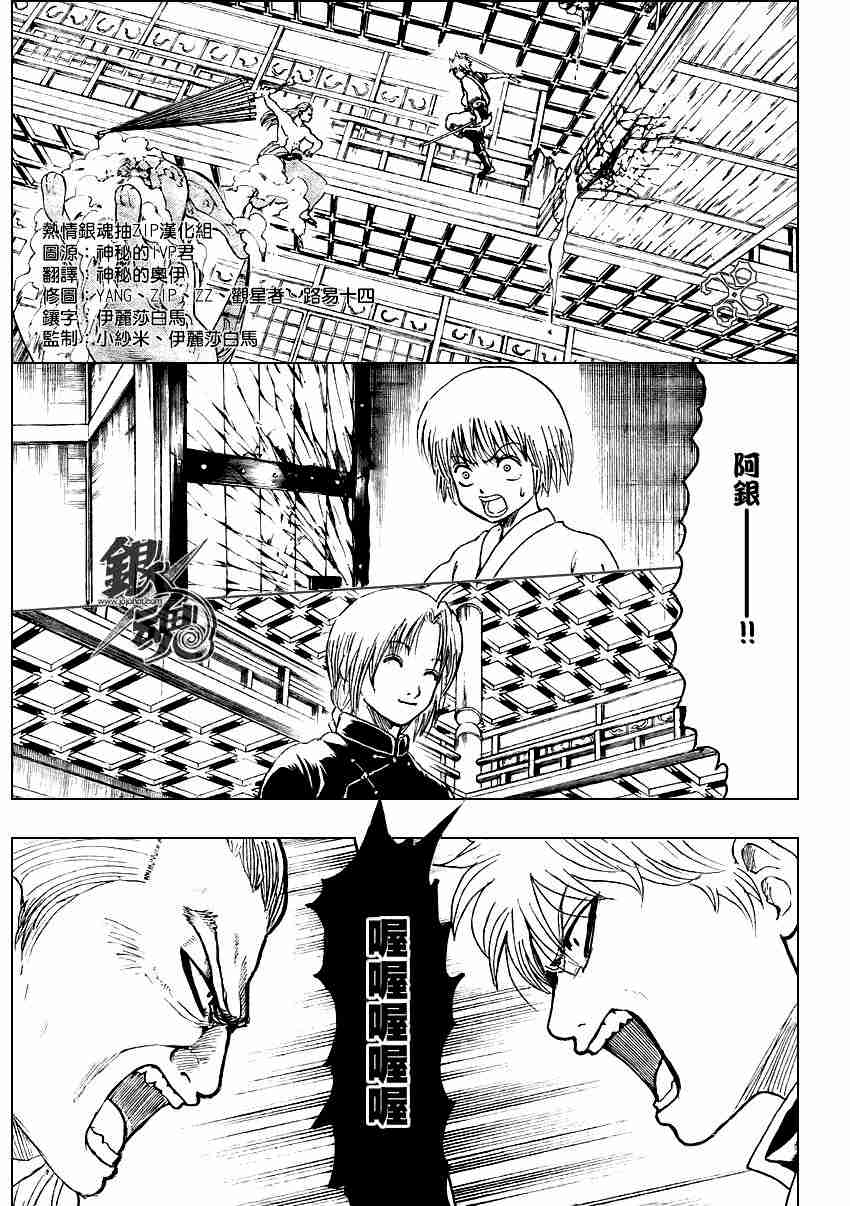 熱情銀魂抽ZIP漢化組
圖源：神秘的TVP君
翻譯：神秘的奧伊
修圖：YANG、ZIP、ZZ、觀星者、路易十四
鑲字：伊麗莎白馬
監制：小紗米、伊麗莎白馬
阿銀——!!
銀魂
www.jojohot.com
喔喔喔喔喔